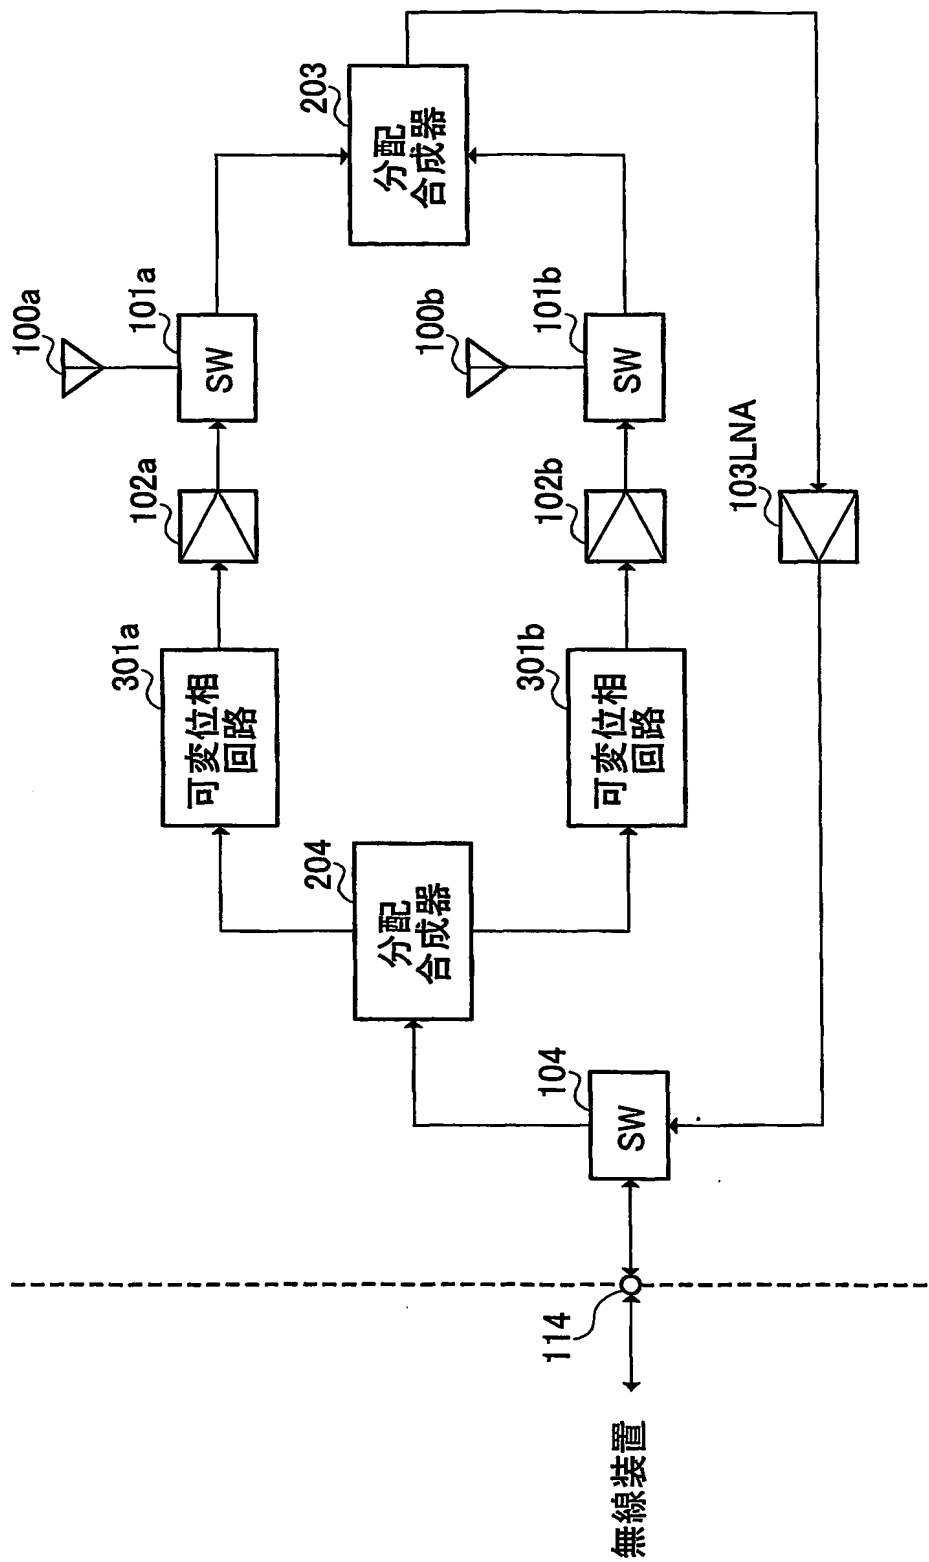 100a
101a
SW
102a
301a
可変位相
回路
203
分配
合成器
204
分配
合成器
100b
101b
SW
102b
301b
可変位相
回路
103LNA
104
SW
114
無線装置